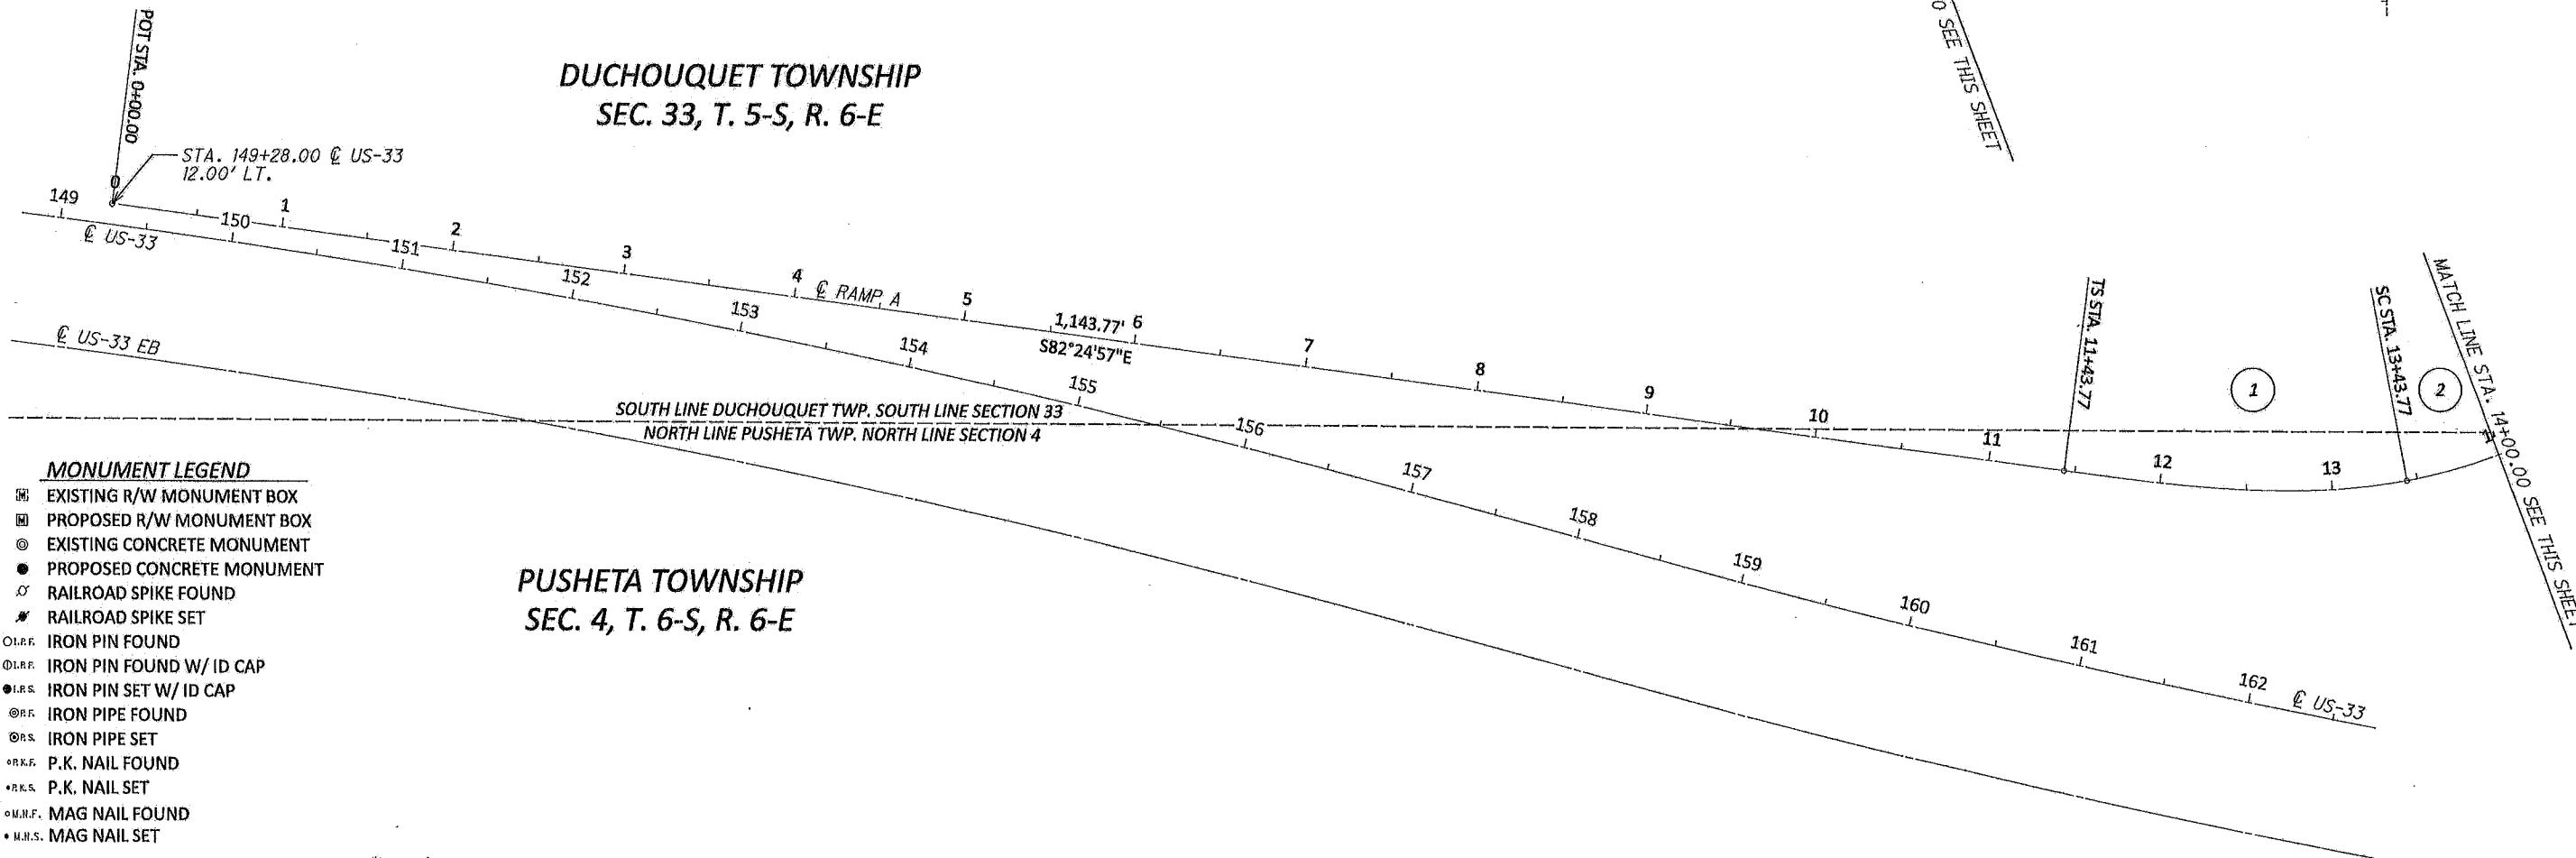 POT STA. 0+00.00
0 SEE THIS SHEET
DUCHOUQUET TOWNSHIP
SEC. 33, T. 5-S, R. 6-E
STA. 149+28.00 ℄ US-33
12.00' LT.
0
1
2
3
4
℄ RAMP A
5
1,143.77'
6
S82°24'57"E
7
8
9
10
11
12
13
149
℄ US-33
150
151
152
153
154
155
156
157
158
159
160
161
162
℄ US-33
℄ US-33 EB
TS STA. 11+43.77
1
SC STA. 13+43.77
2
MATCH LINE STA. 14+00.00 SEE THIS SHEET
SOUTH LINE DUCHOUQUET TWP. SOUTH LINE SECTION 33
NORTH LINE PUSHETA TWP. NORTH LINE SECTION 4
PUSHETA TOWNSHIP
SEC. 4, T. 6-S, R. 6-E
MONUMENT LEGEND
M EXISTING R/W MONUMENT BOX
M PROPOSED R/W MONUMENT BOX
EXISTING CONCRETE MONUMENT
PROPOSED CONCRETE MONUMENT
RAILROAD SPIKE FOUND
RAILROAD SPIKE SET
I.P.F. IRON PIN FOUND
I.P.F. IRON PIN FOUND W/ ID CAP
I.P.S. IRON PIN SET W/ ID CAP
P.F. IRON PIPE FOUND
P.S. IRON PIPE SET
P.K.F. P.K. NAIL FOUND
P.K.S. P.K. NAIL SET
M.N.F. MAG NAIL FOUND
M.N.S. MAG NAIL SET